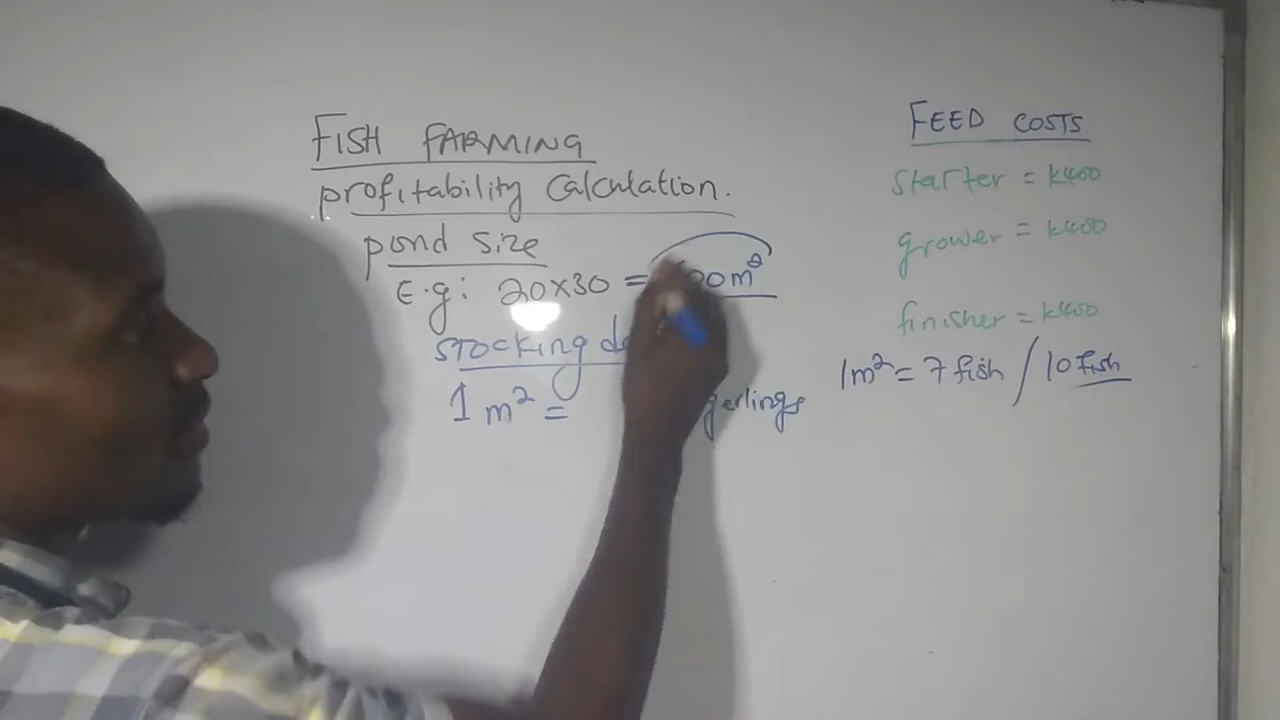 FISH FARMING
profitability Calculation.
pond size
E.g: 20x30 = 00m²
stocking
1 m² =
FEED COSTS
starter = K400
grower = K400
finisher = K400
1m² = 7 fish / 10 fish